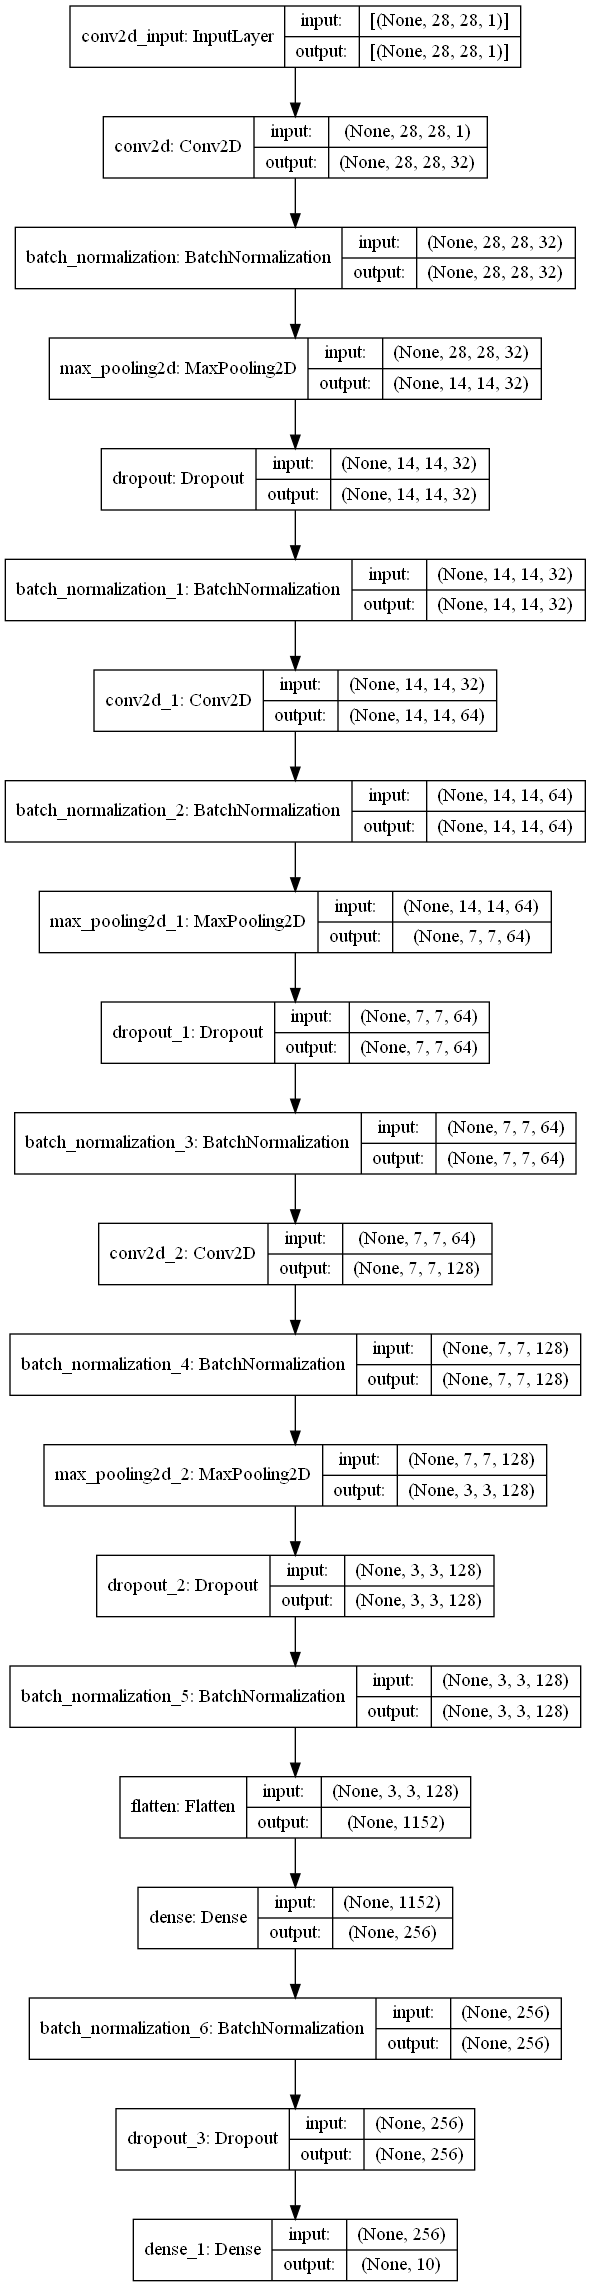 conv2d_input: InputLayer input: [(None, 28, 28, 1)]
output: [(None, 28, 28, 1)]
conv2d: Conv2D input: (None, 28, 28, 1)
output: (None, 28, 28, 32)
batch_normalization: BatchNormalization input: (None, 28, 28, 32)
output: (None, 28, 28, 32)
max_pooling2d: MaxPooling2D input: (None, 28, 28, 32)
output: (None, 14, 14, 32)
dropout: Dropout input: (None, 14, 14, 32)
output: (None, 14, 14, 32)
batch_normalization_1: BatchNormalization input: (None, 14, 14, 32)
output: (None, 14, 14, 32)
conv2d_1: Conv2D input: (None, 14, 14, 32)
output: (None, 14, 14, 64)
batch_normalization_2: BatchNormalization input: (None, 14, 14, 64)
output: (None, 14, 14, 64)
max_pooling2d_1: MaxPooling2D input: (None, 14, 14, 64)
output: (None, 7, 7, 64)
dropout_1: Dropout input: (None, 7, 7, 64)
output: (None, 7, 7, 64)
batch_normalization_3: BatchNormalization input: (None, 7, 7, 64)
output: (None, 7, 7, 64)
conv2d_2: Conv2D input: (None, 7, 7, 64)
output: (None, 7, 7, 128)
batch_normalization_4: BatchNormalization input: (None, 7, 7, 128)
output: (None, 7, 7, 128)
max_pooling2d_2: MaxPooling2D input: (None, 7, 7, 128)
output: (None, 3, 3, 128)
dropout_2: Dropout input: (None, 3, 3, 128)
output: (None, 3, 3, 128)
batch_normalization_5: BatchNormalization input: (None, 3, 3, 128)
output: (None, 3, 3, 128)
flatten: Flatten input: (None, 3, 3, 128)
output: (None, 1152)
dense: Dense input: (None, 1152)
output: (None, 256)
batch_normalization_6: BatchNormalization input: (None, 256)
output: (None, 256)
dropout_3: Dropout input: (None, 256)
output: (None, 256)
dense_1: Dense input: (None, 256)
output: (None, 10)